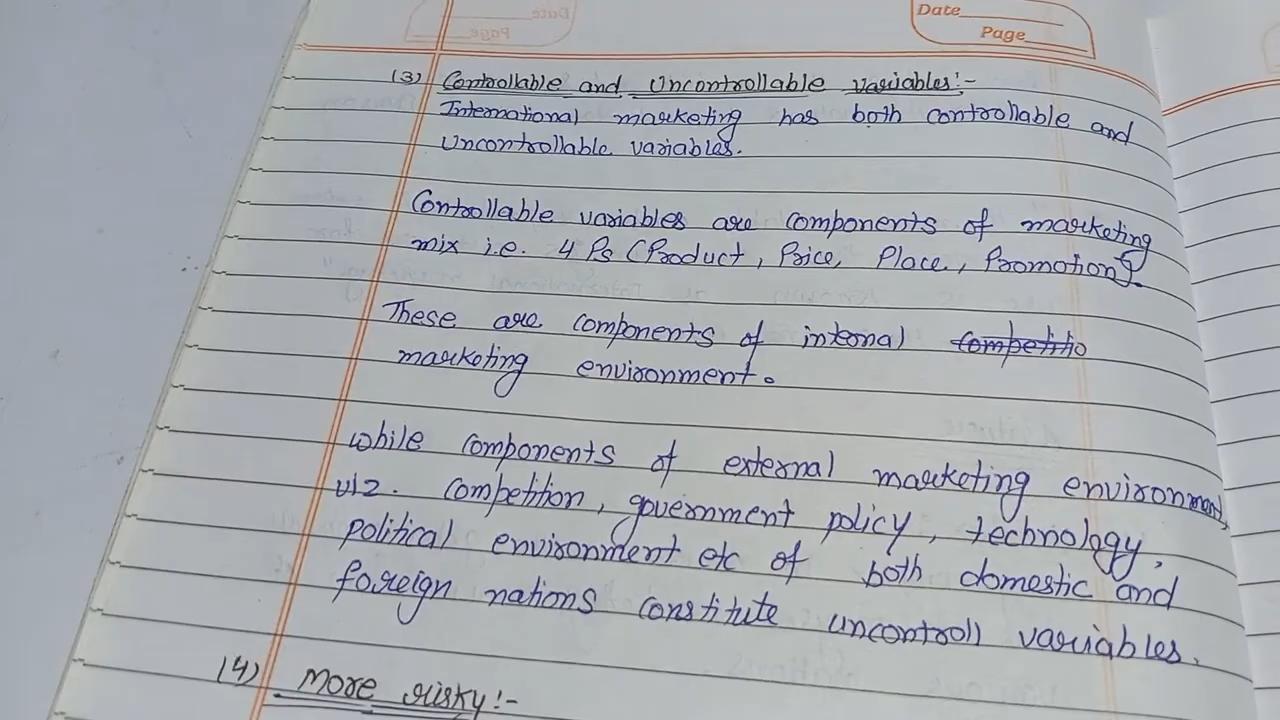 Date
Page
(3) Controllable and Uncontrollable variables:-
International marketing has both controllable and
Uncontrollable variables.
Controllable variables are components of marketing
mix i.e. 4 Ps (Product, Price, Place, Promotion).
These are components of internal competitio
marketing environment.
While components of external marketing environment,
viz. competition, government policy, technology,
political environment etc of both domestic and
foreign nations constitute uncontroll variables.
(4) More risky:-